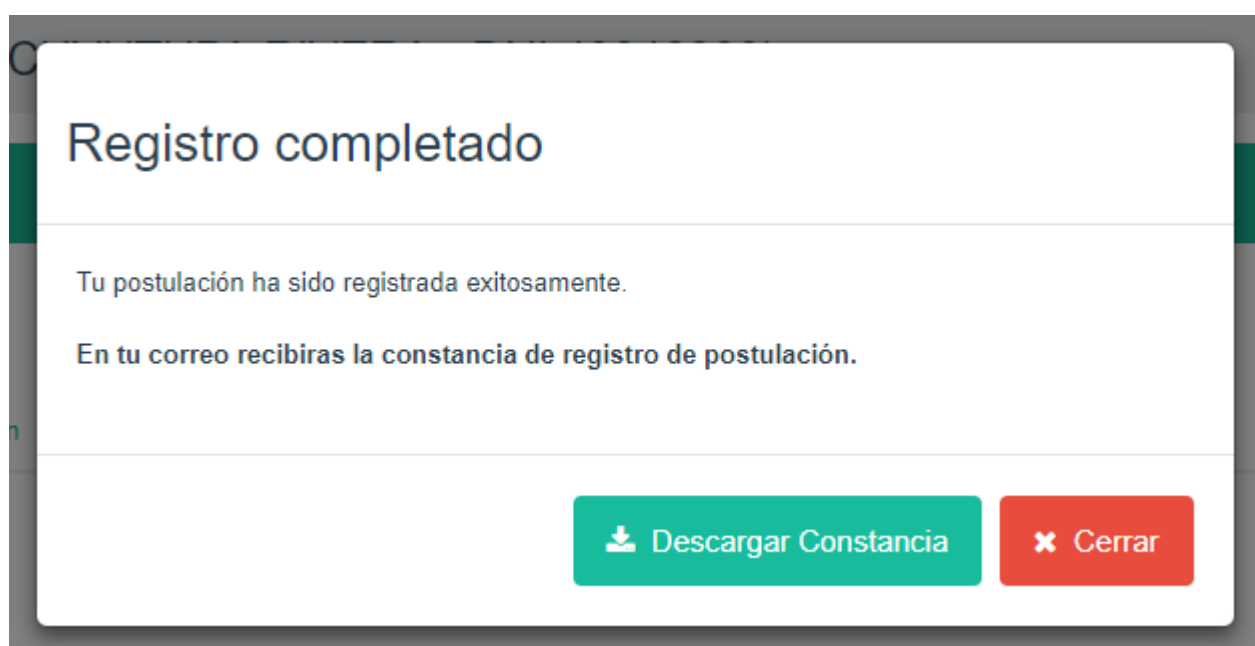 Registro completado
Tu postulación ha sido registrada exitosamente.
En tu correo recibiras la constancia de registro de postulación.
Descargar Constancia
Cerrar